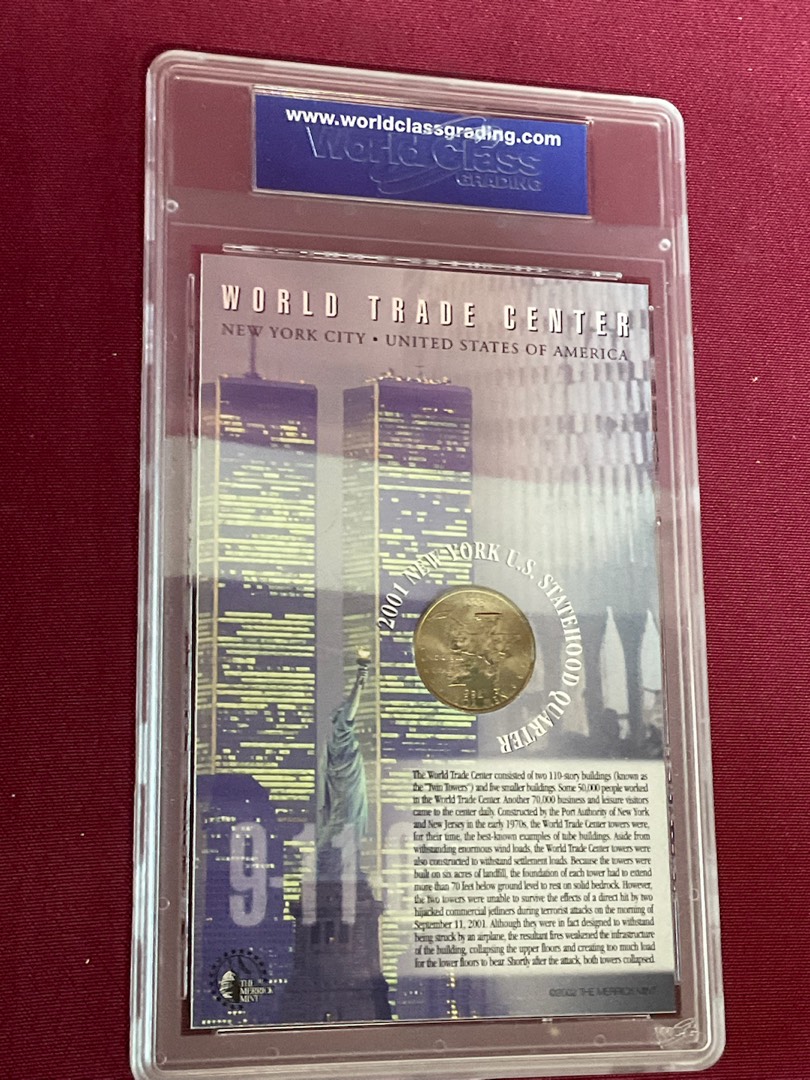 www.worldclassgrading.com
World Class
GRADING
WORLD TRADE CENTER
NEW YORK CITY • UNITED STATES OF AMERICA
2001 NEW YORK U.S. STATEHOOD QUARTER
The World Trade Center consisted of two 110-story buildings (known as
the "Twin Towers") and five smaller buildings. Some 50,000 people worked
in the World Trade Center. Another 70,000 business and leisure visitors
came to the center daily. Constructed by the Port Authority of New York
and New Jersey in the early 1970s, the World Trade Center towers were,
for their time, the best-known examples of tube buildings. Aside from
withstanding enormous wind loads, the World Trade Center towers were
also constructed to withstand settlement loads. Because the towers were
built on six acres of landfill, the foundation of each tower had to extend
more than 70 feet below ground level to rest on solid bedrock. However,
the two towers were unable to survive the effects of a direct hit by two
hijacked commercial jetliners during terrorist attacks on the morning of
September 11, 2001. Although they were in fact designed to withstand
being struck by an airplane, the resultant fires weakened the infrastructure
of the building, collapsing the upper floors and creating too much load
for the lower floors to bear. Shortly after the attack, both towers collapsed.
9-11-
THE
MERRICK
MINT
©2002 THE MERRICK MINT